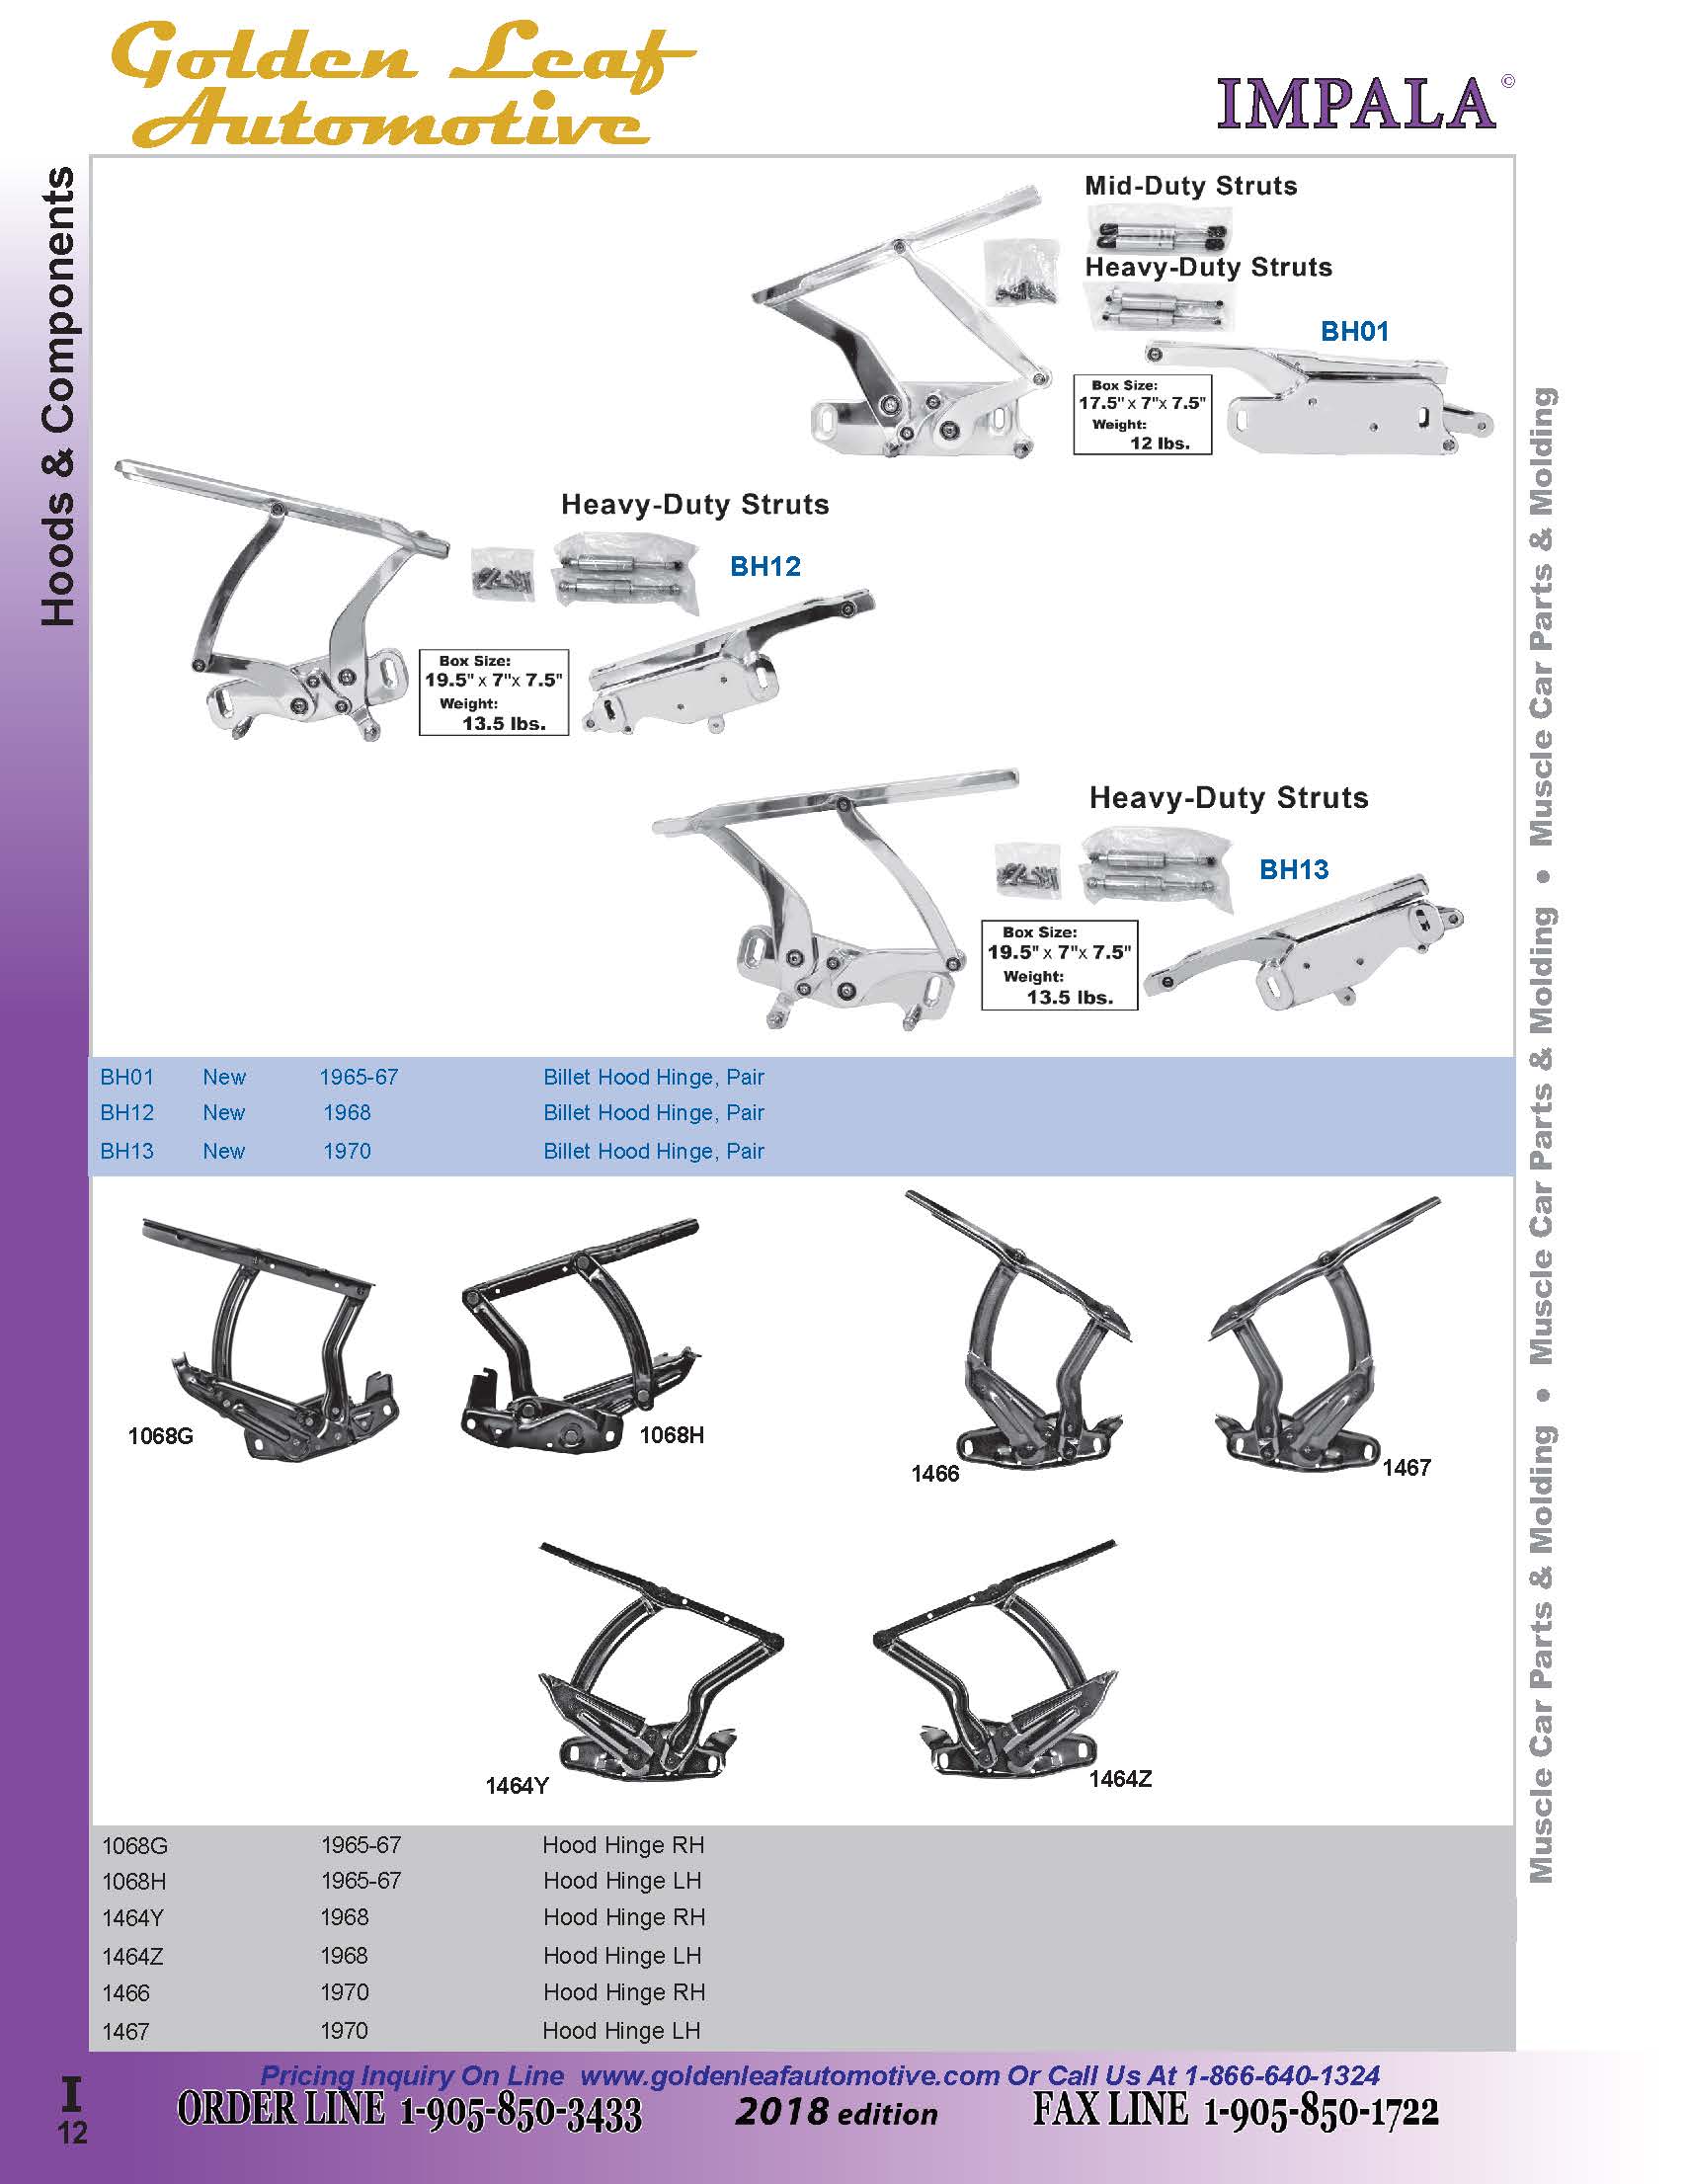 Golden Leaf
Automotive
IMPALA©
Hoods & Components
Mid-Duty Struts
Heavy-Duty Struts
BH01
Box Size:
17.5" x 7"x 7.5"
Weight:
12 lbs.
Heavy-Duty Struts
BH12
Box Size:
19.5" x 7"x 7.5"
Weight:
13.5 lbs.
Heavy-Duty Struts
BH13
Box Size:
19.5" x 7"x 7.5"
Weight:
13.5 lbs.
BH01 New 1965-67 Billet Hood Hinge, Pair
BH12 New 1968 Billet Hood Hinge, Pair
BH13 New 1970 Billet Hood Hinge, Pair
1068G
1068H
1466
1467
1464Y
1464Z
1068G 1965-67 Hood Hinge RH
1068H 1965-67 Hood Hinge LH
1464Y 1968 Hood Hinge RH
1464Z 1968 Hood Hinge LH
1466 1970 Hood Hinge RH
1467 1970 Hood Hinge LH
Muscle Car Parts & Molding • Muscle Car Parts & Molding • Muscle Car Parts & Molding
Pricing Inquiry On Line www.goldenleafautomotive.com Or Call Us At 1-866-640-1324
ORDER LINE 1-905-850-3433 2018 edition FAX LINE 1-905-850-1722
I
12